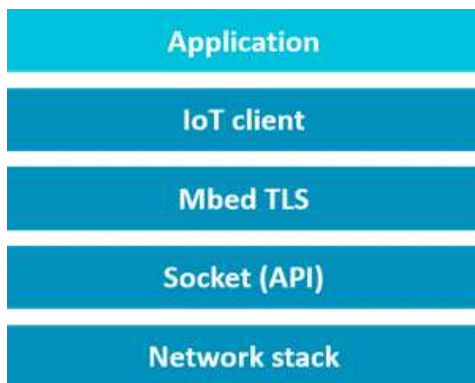 Application
IoT client
Mbed TLS
Socket (API)
Network stack